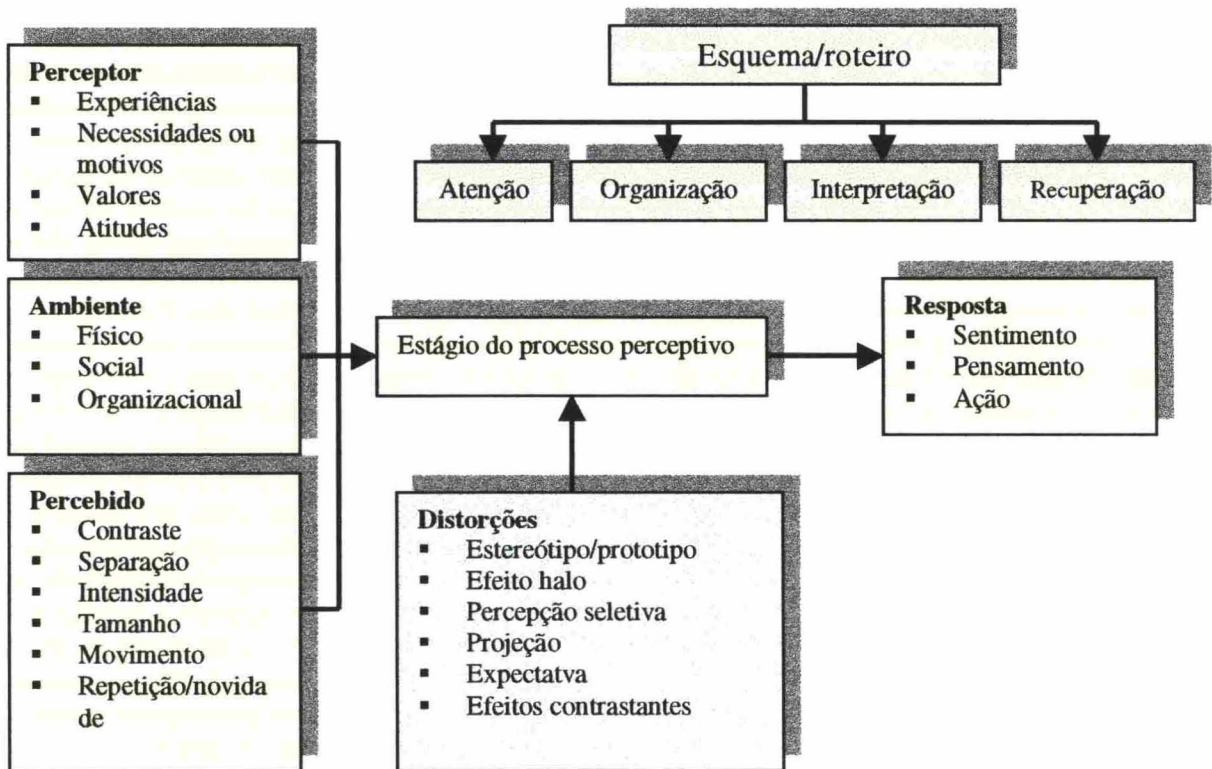 Perceptor
Experiências
Necessidades ou
motivos
Valores
Atitudes
Esquema/roteiro
Atenção
Organização
Interpretação
Recuperação
Ambiente
Físico
Social
Organizacional
Estágio do processo perceptivo
Resposta
Sentimento
Pensamento
Ação
Percebido
Contraste
Separação
Intensidade
Tamanho
Movimento
Repetição/novida
de
Distorções
Estereótipo/prototipo
Efeito halo
Percepção seletiva
Projeção
Expectatva
Efeitos contrastantes